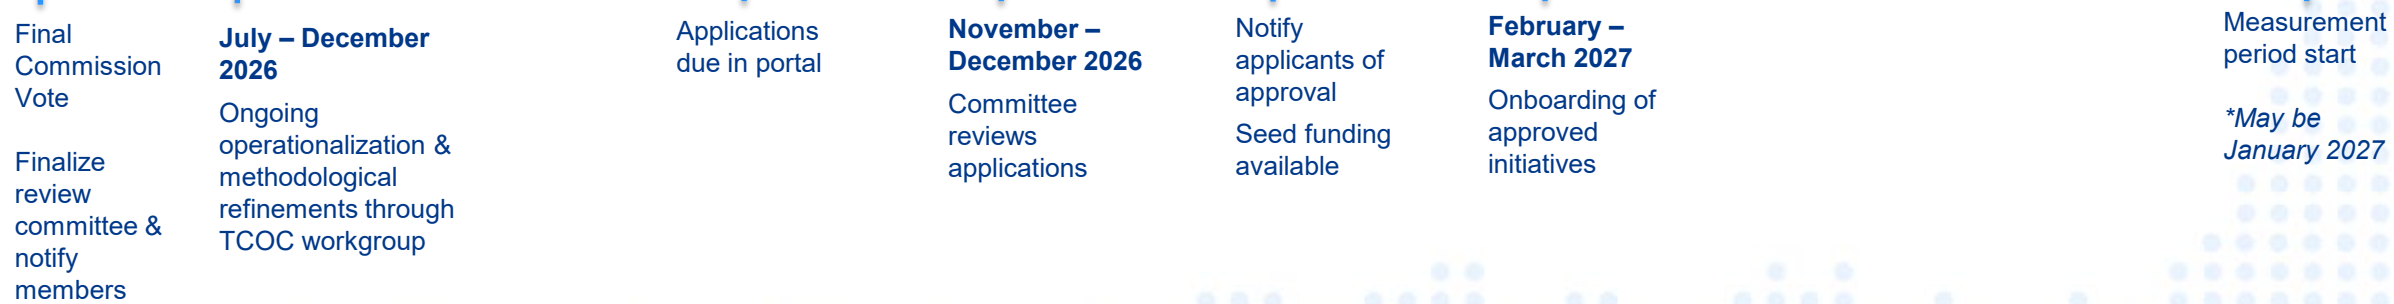 Final
Commission
Vote
Finalize
review
committee &
notify
members
July – December
2026
Ongoing
operationalization &
methodological
refinements through
TCOC workgroup
Applications
due in portal
November –
December 2026
Committee
reviews
applications
Notify
applicants of
approval
Seed funding
available
February –
March 2027
Onboarding of
approved
initiatives
Measurement
period start
*May be
January 2027